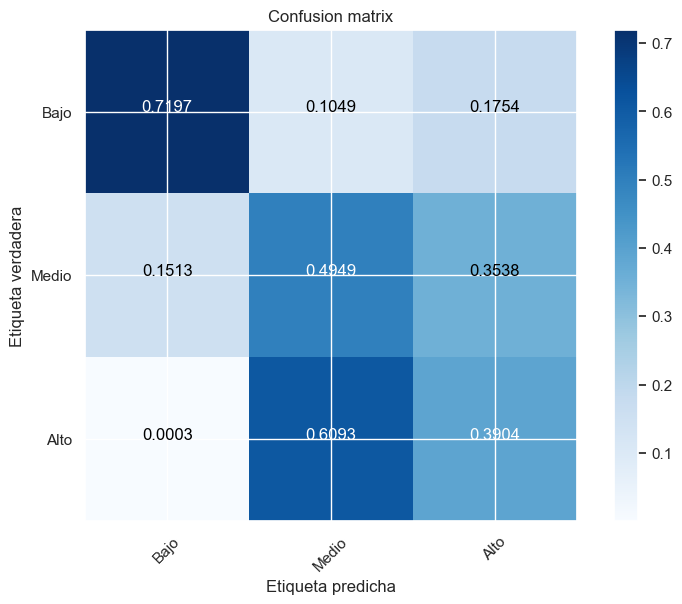 Confusion matrix
Etiqueta verdadera
Bajo
0.7197 0.1049 0.1754
Medio
0.1513 0.4949 0.3538
Alto
0.0003 0.6093 0.3904
Bajo
Medio
Alto
Etiqueta predicha
0.7
0.6
0.5
0.4
0.3
0.2
0.1